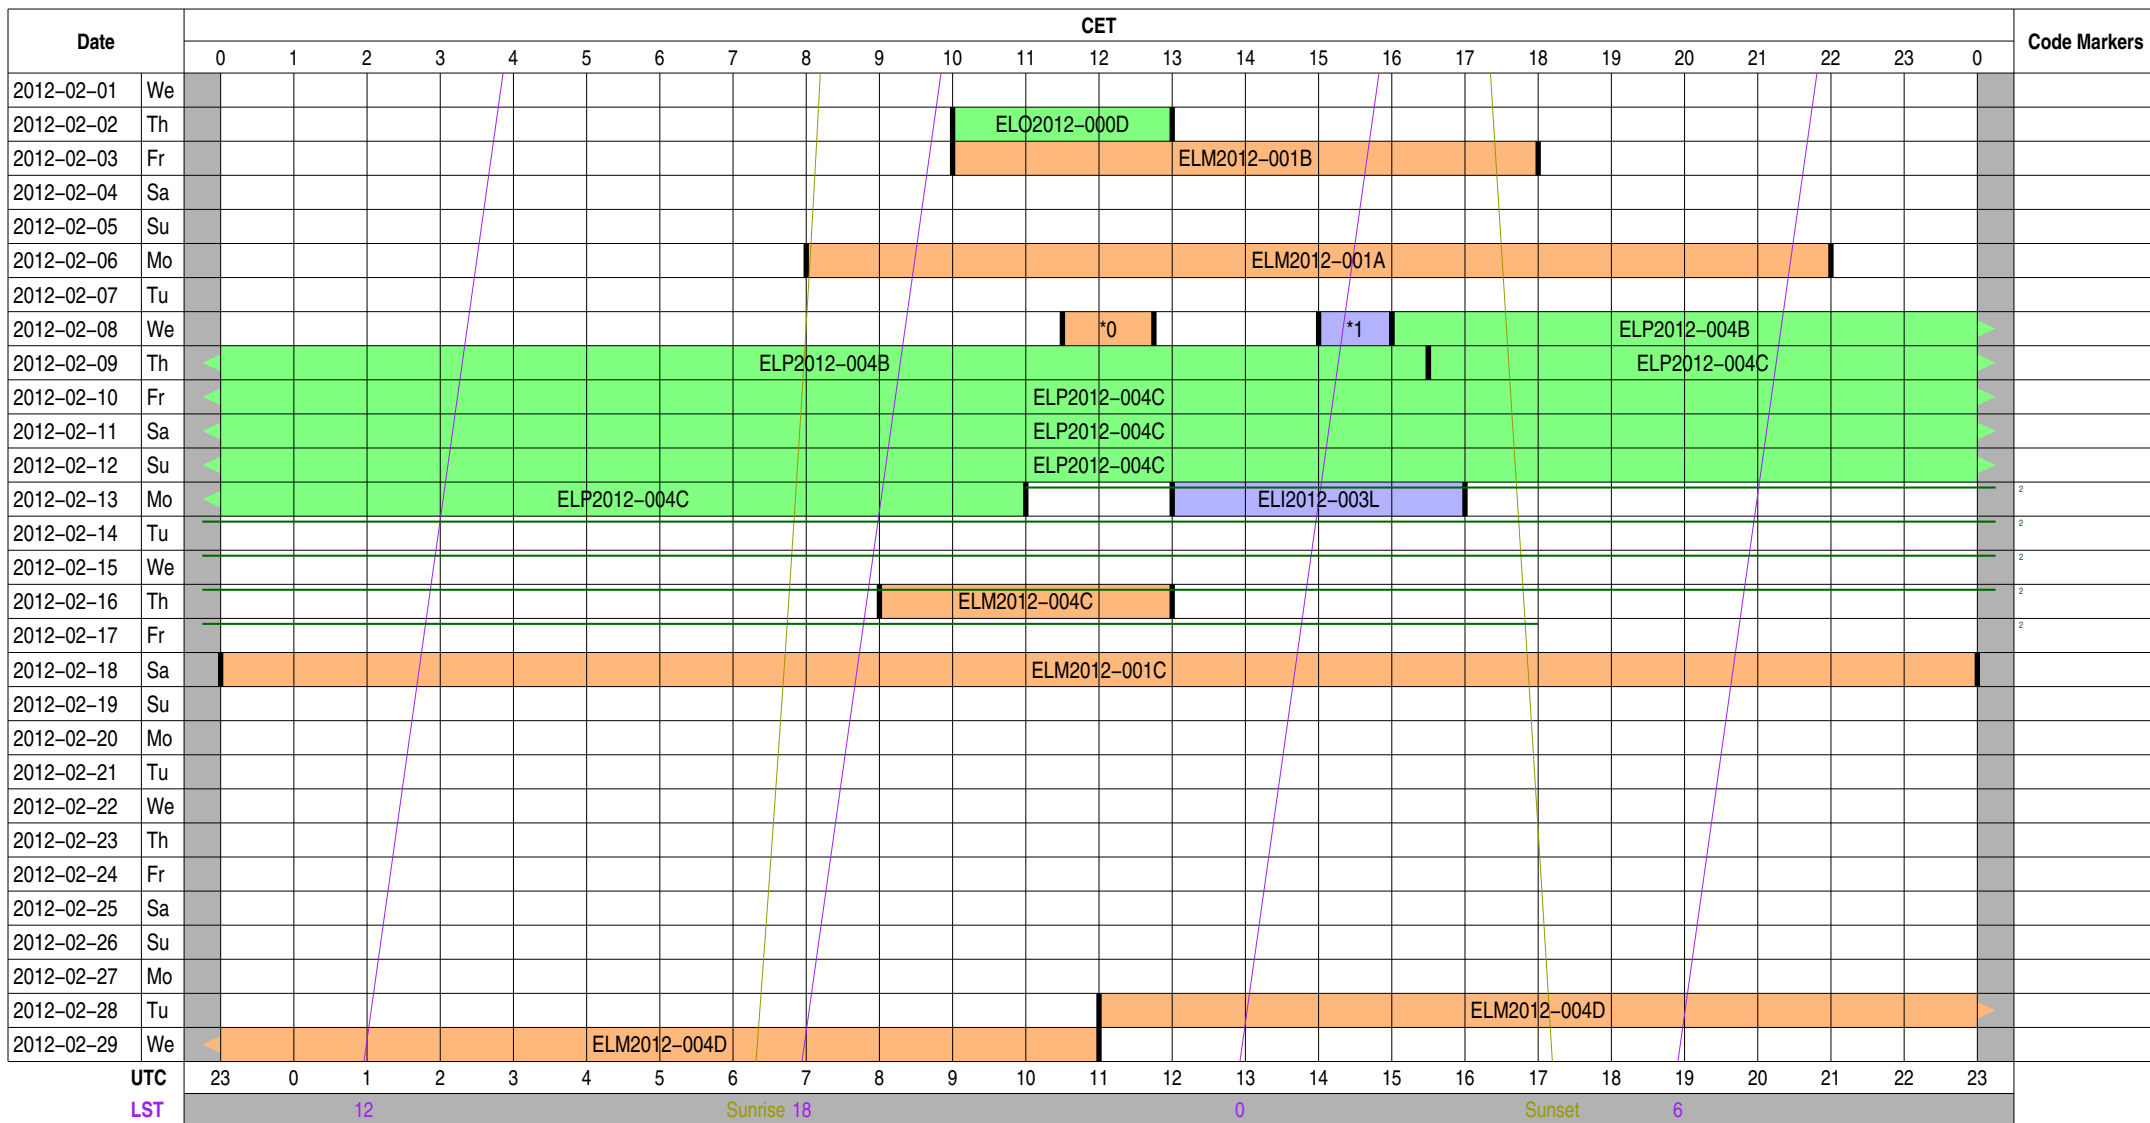 CET
Date
Code Markers
0 1 2 3 4 5 6 7 8 9 10 11 12 13 14 15 16 17 18 19 20 21 22 23 0
2012−02−01 We
2012−02−02 Th ELO2012−000D
2012−02−03 Fr ELM2012−001B
2012−02−04 Sa
2012−02−05 Su
2012−02−06 Mo ELM2012−001A
2012−02−07 Tu
2012−02−08 We *0 *1 ELP2012−004B
2012−02−09 Th ELP2012−004B ELP2012−004C
2012−02−10 Fr ELP2012−004C
2012−02−11 Sa ELP2012−004C
2012−02−12 Su ELP2012−004C
2012−02−13 Mo ELP2012−004C ELI2012−003L 2
2012−02−14 Tu 2
2012−02−15 We 2
2012−02−16 Th ELM2012−004C 2
2012−02−17 Fr 2
2012−02−18 Sa ELM2012−001C
2012−02−19 Su
2012−02−20 Mo
2012−02−21 Tu
2012−02−22 We
2012−02−23 Th
2012−02−24 Fr
2012−02−25 Sa
2012−02−26 Su
2012−02−27 Mo
2012−02−28 Tu ELM2012−004D
2012−02−29 We ELM2012−004D
UTC 23 0 1 2 3 4 5 6 7 8 9 10 11 12 13 14 15 16 17 18 19 20 21 22 23
LST 12 Sunrise 18 0 Sunset 6